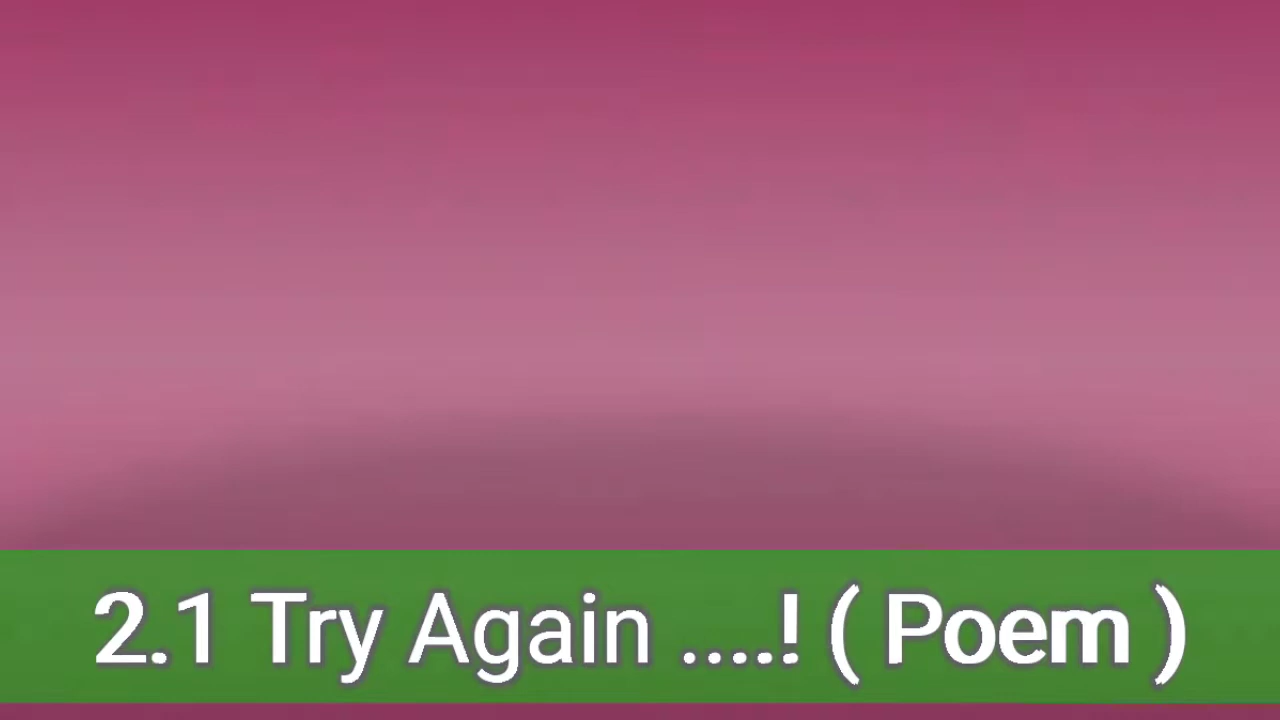 2.1 Try Again ....! ( Poem )